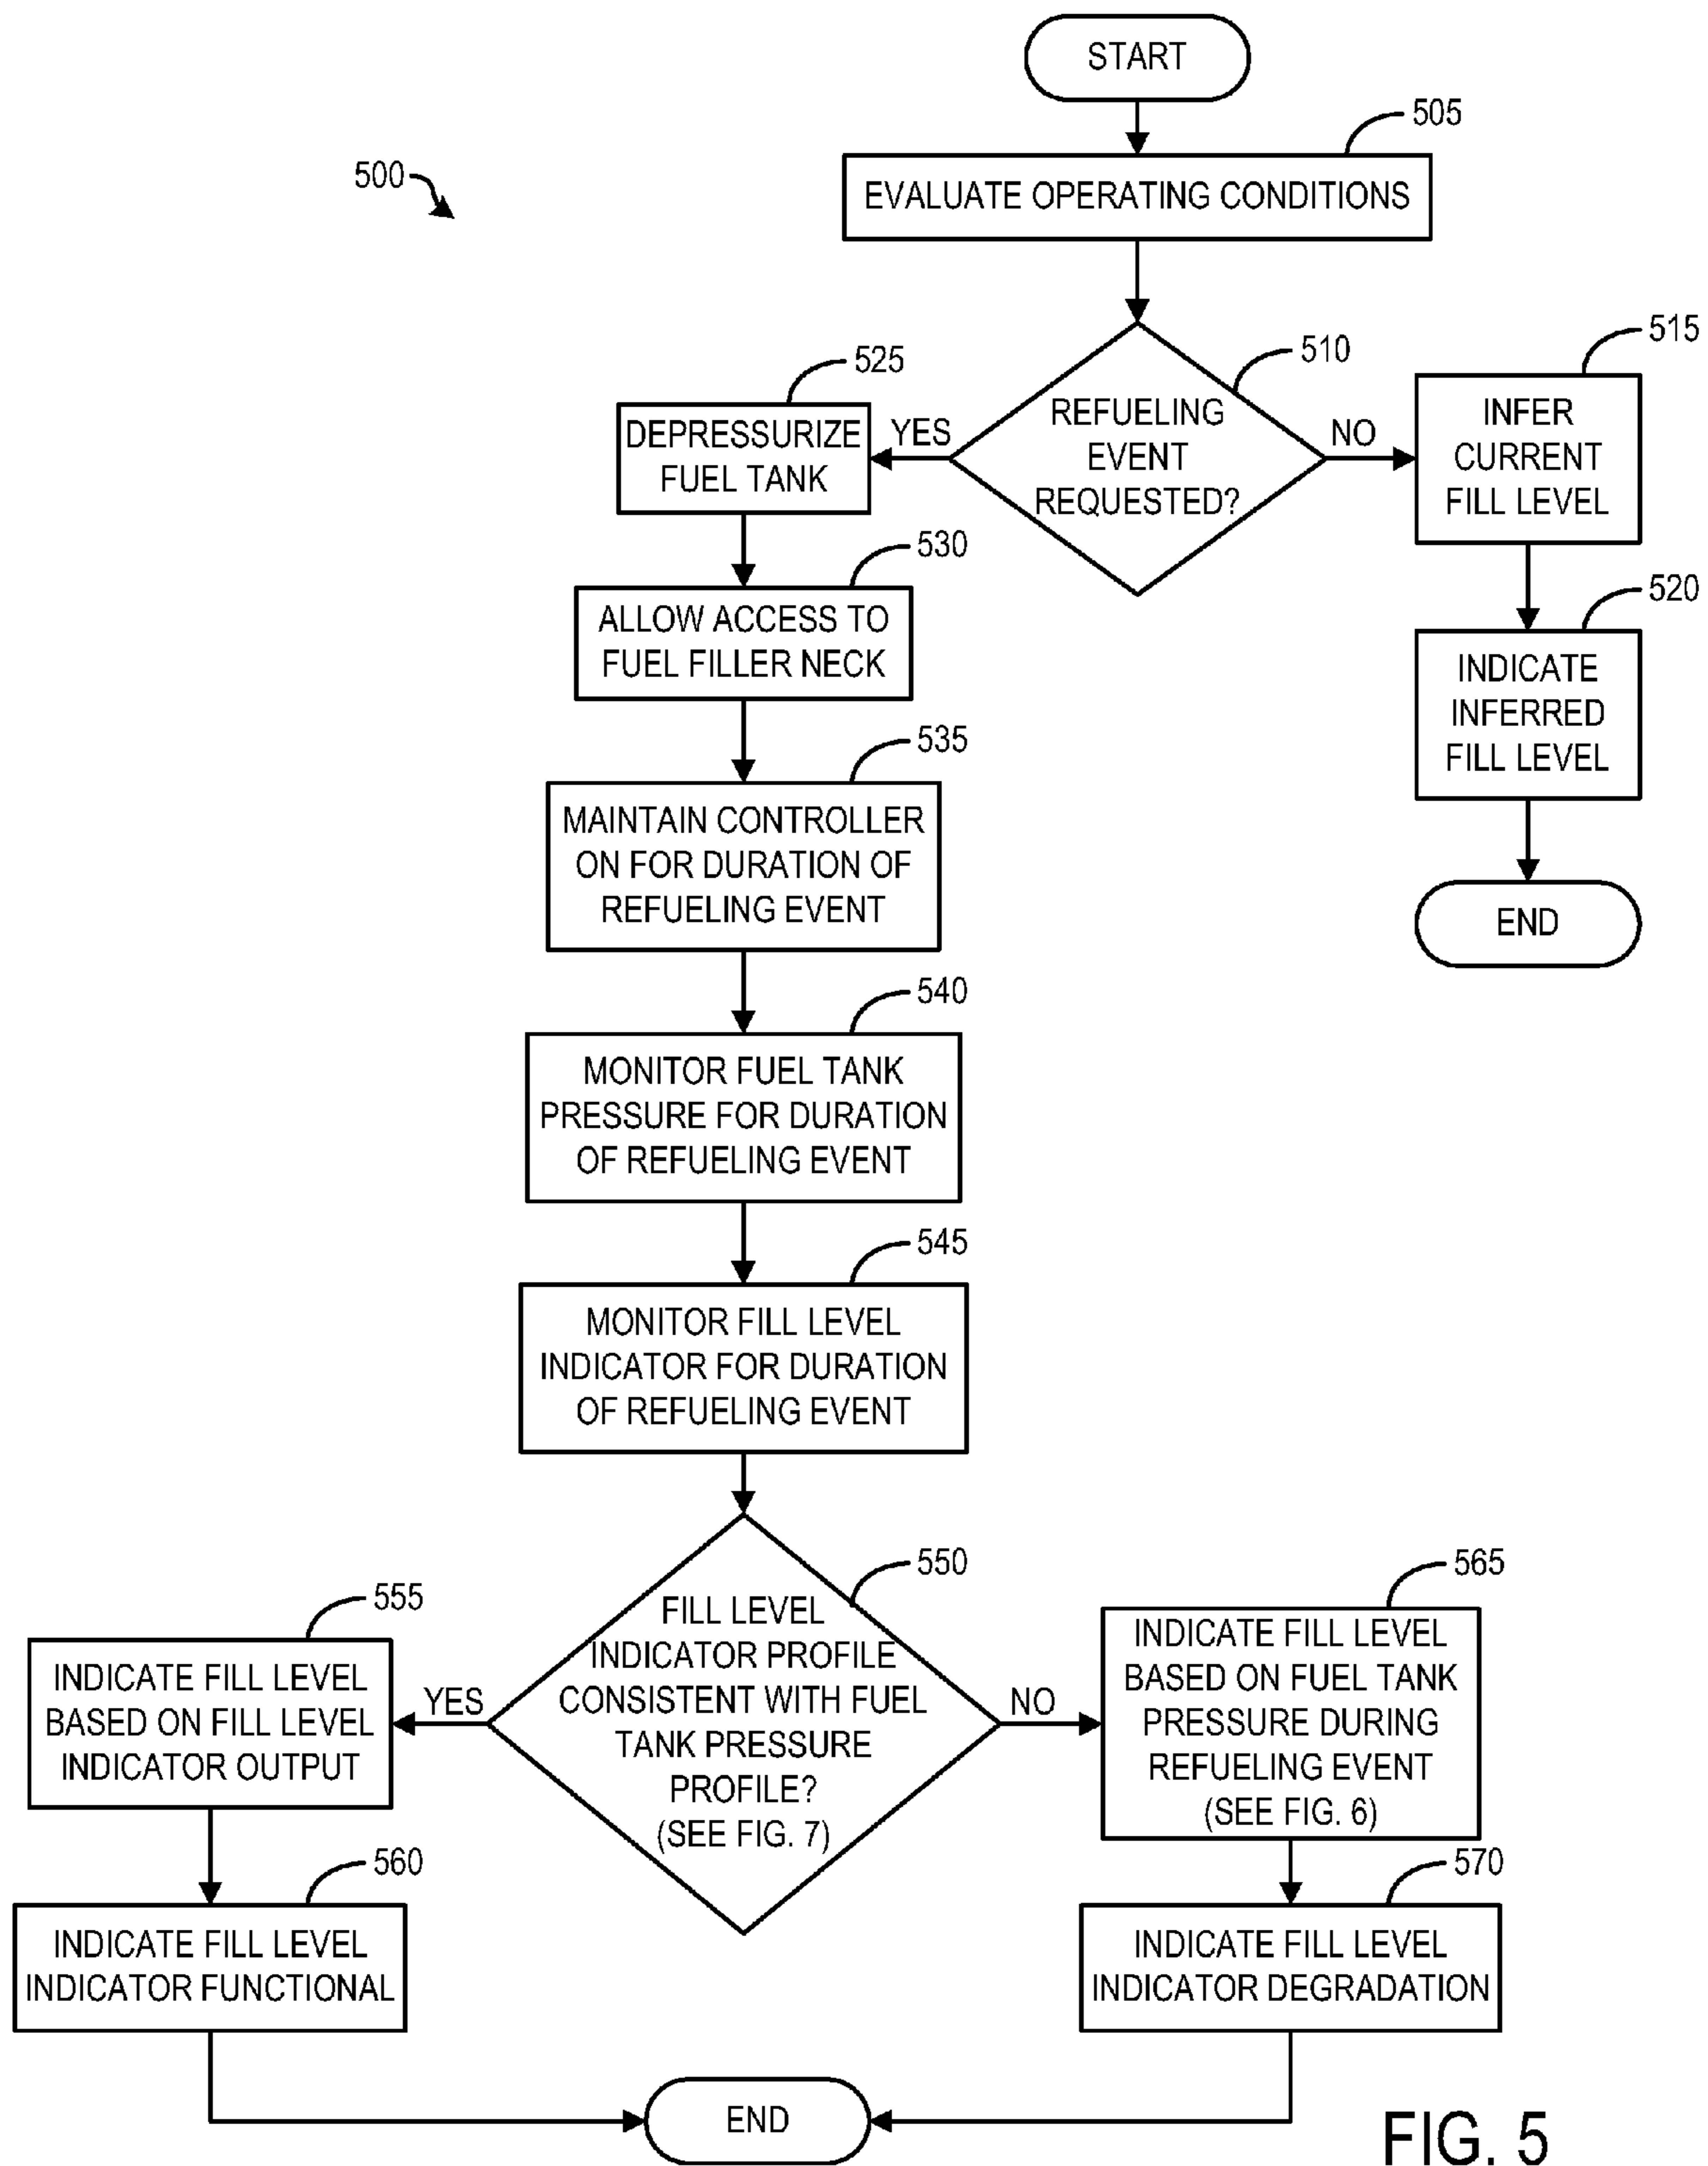 START
505
500
EVALUATE OPERATING CONDITIONS
510
515
525
REFUELING
EVENT
REQUESTED?
YES
NO
DEPRESSURIZE
FUEL TANK
INFER
CURRENT
FILL LEVEL
530
520
ALLOW ACCESS TO
FUEL FILLER NECK
INDICATE
INFERRED
FILL LEVEL
535
MAINTAIN CONTROLLER
ON FOR DURATION OF
REFUELING EVENT
END
540
MONITOR FUEL TANK
PRESSURE FOR DURATION
OF REFUELING EVENT
545
MONITOR FILL LEVEL
INDICATOR FOR DURATION
OF REFUELING EVENT
550
FILL LEVEL
INDICATOR PROFILE
CONSISTENT WITH FUEL
TANK PRESSURE
PROFILE?
(SEE FIG. 7)
YES
NO
555
INDICATE FILL LEVEL
BASED ON FILL LEVEL
INDICATOR OUTPUT
565
INDICATE FILL LEVEL
BASED ON FUEL TANK
PRESSURE DURING
REFUELING EVENT
(SEE FIG. 6)
560
INDICATE FILL LEVEL
INDICATOR FUNCTIONAL
570
INDICATE FILL LEVEL
INDICATOR DEGRADATION
END
FIG. 5